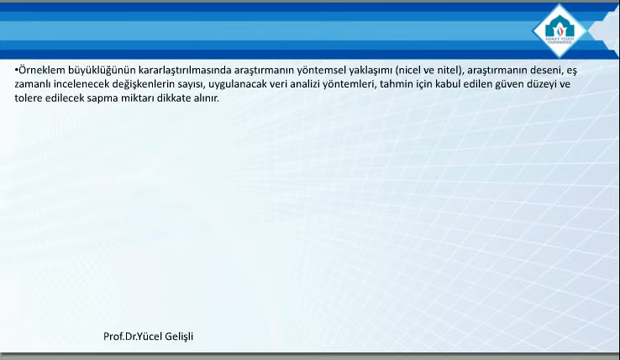 •Örneklem büyüklüğünün kararlaştırılmasında araştırmanın yöntemsel yaklaşımı (nicel ve nitel), araştırmanın deseni, eş
zamanlı incelenecek değişkenlerin sayısı, uygulanacak veri analizi yöntemleri, tahmin için kabul edilen güven düzeyi ve
tolere edilecek sapma miktarı dikkate alınır.
Prof.Dr.Yücel Gelişli